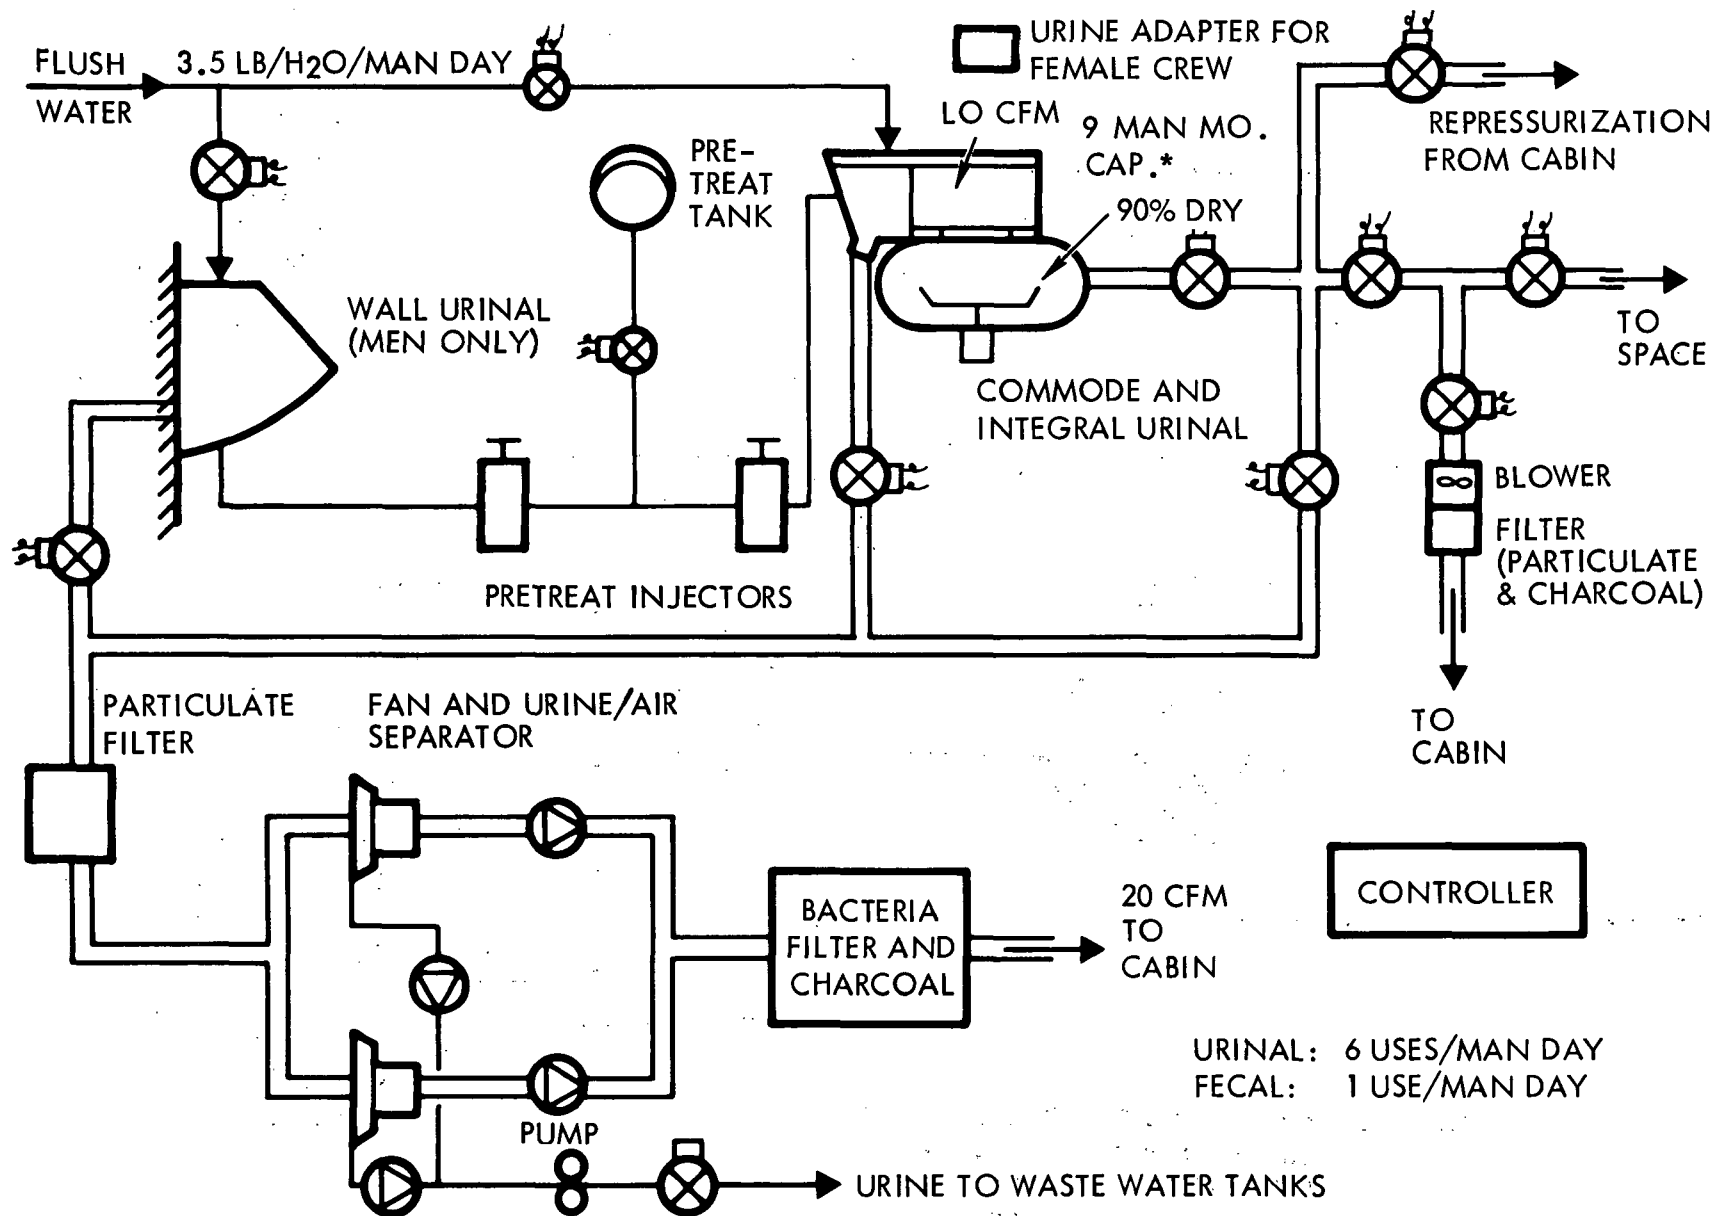 FLUSH
WATER
3.5 LB/H2O/MAN DAY
URINE ADAPTER FOR
FEMALE CREW
LO CFM
9 MAN MO.
CAP.*
90% DRY
REPRESSURIZATION
FROM CABIN
PRE-
TREAT
TANK
WALL URINAL
(MEN ONLY)
TO
SPACE
COMMODE AND
INTEGRAL URINAL
BLOWER
FILTER
(PARTICULATE
& CHARCOAL)
PRETREAT INJECTORS
TO
CABIN
PARTICULATE
FILTER
FAN AND URINE/AIR
SEPARATOR
BACTERIA
FILTER AND
CHARCOAL
20 CFM
TO
CABIN
CONTROLLER
URINAL: 6 USES/MAN DAY
FECAL: 1 USE/MAN DAY
PUMP
URINE TO WASTE WATER TANKS